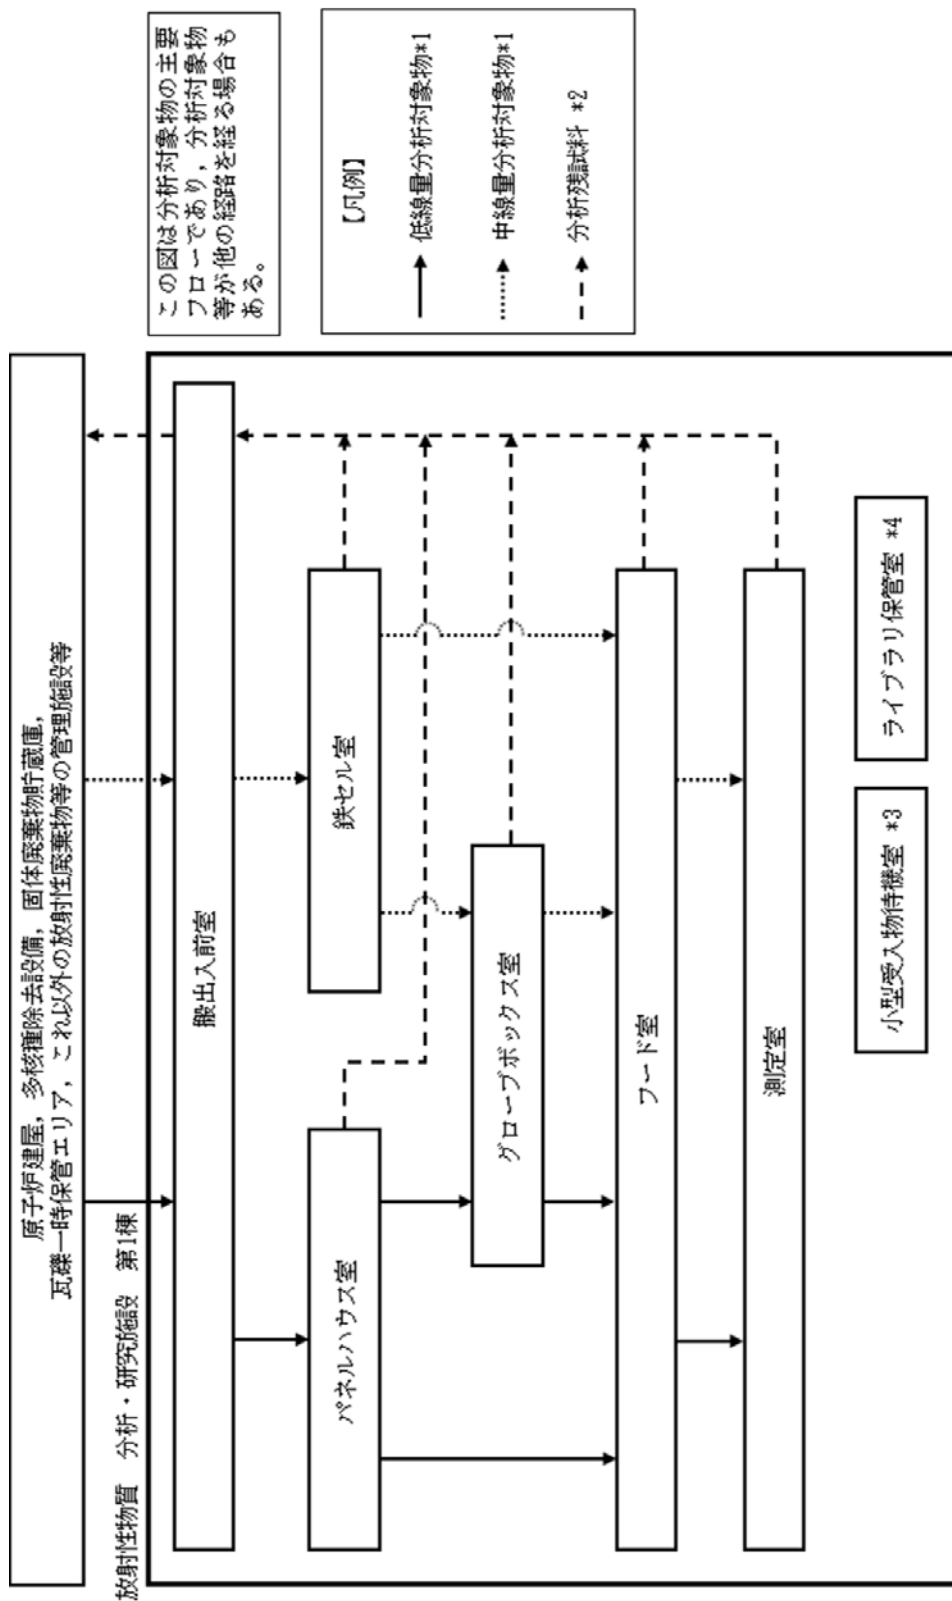 原子炉建屋，多核種除去設備，固体廃棄物貯蔵庫，
瓦礫一時保管エリア，これ以外の放射性廃棄物等の管理施設等
放射性物質　分析・研究施設　第1棟
搬出入前室
パネルハウス室
鉄セル室
グローブボックス室
フード室
測定室
小型受入物待機室 *3
ライブラリ保管室 *4
この図は分析対象物の主要
フローであり，分析対象物
等が他の経路を経る場合も
ある。
【凡例】
低線量分析対象物*1
中線量分析対象物*1
分析残試料 *2